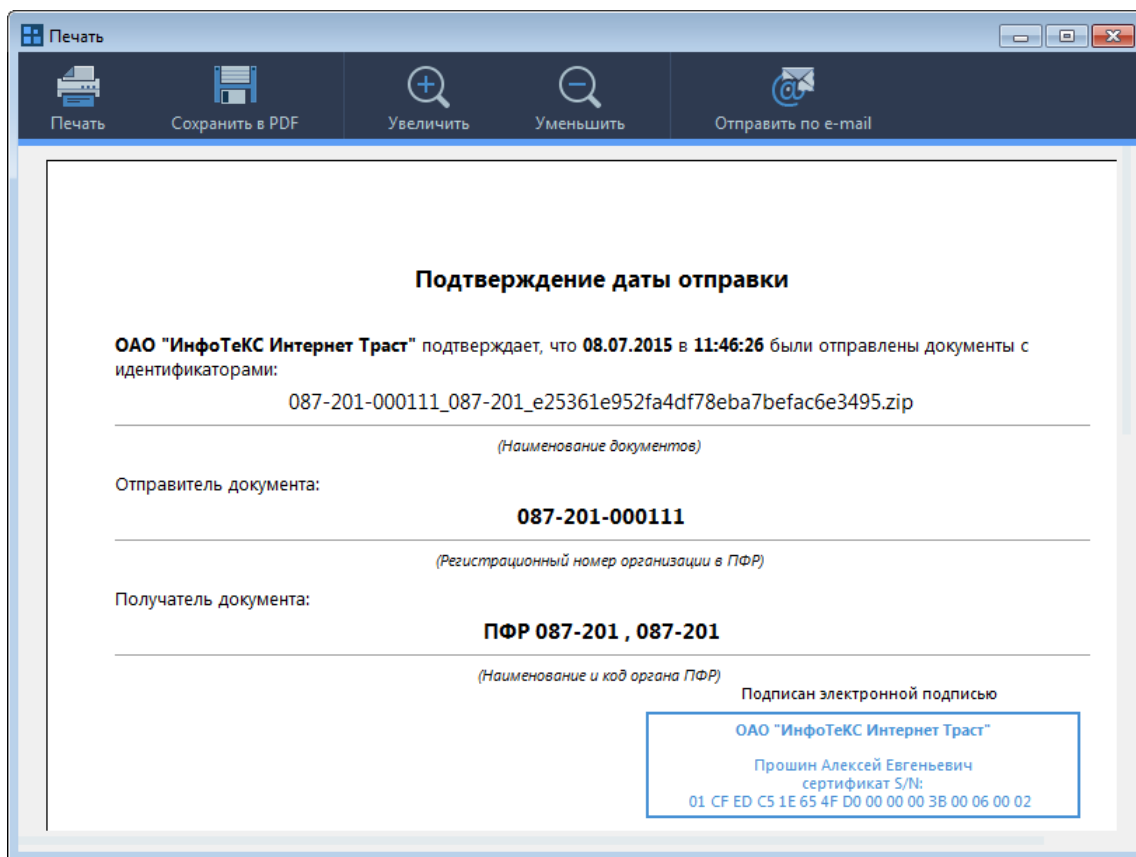 Печать
Печать
Сохранить в PDF
Увеличить
Уменьшить
Отправить по e-mail
Подтверждение даты отправки
ОАО "ИнфоТеКС Интернет Траст" подтверждает, что 08.07.2015 в 11:46:26 были отправлены документы с
идентификаторами:
087-201-000111_087-201_e25361e952fa4df78eba7befac6e3495.zip
(Наименование документов)
Отправитель документа:
087-201-000111
(Регистрационный номер организации в ПФР)
Получатель документа:
ПФР 087-201 , 087-201
(Наименование и код органа ПФР)
Подписан электронной подписью
ОАО "ИнфоТеКС Интернет Траст"
Прошин Алексей Евгеньевич
сертификат S/N:
01 CF ED C5 1E 65 4F D0 00 00 00 3B 00 06 00 02